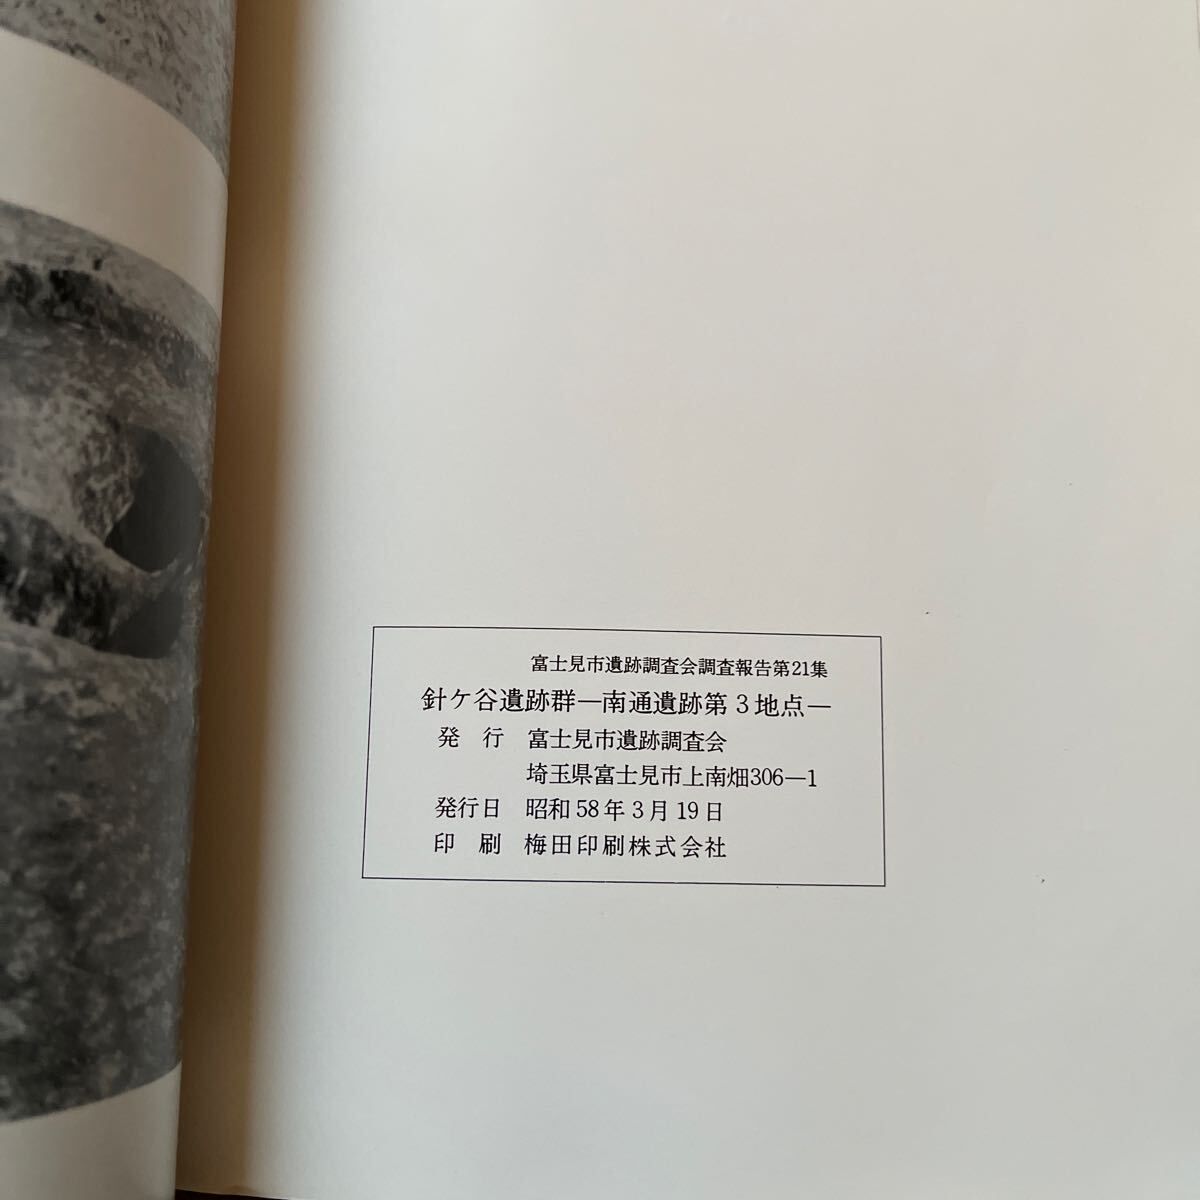 富士見市遺跡調査会調査報告第21集
針ケ谷遺跡群―南通遺跡第3地点―
発 行 富士見市遺跡調査会
埼玉県富士見市上南畑306―1
発行日 昭和58年3月19日
印 刷 梅田印刷株式会社